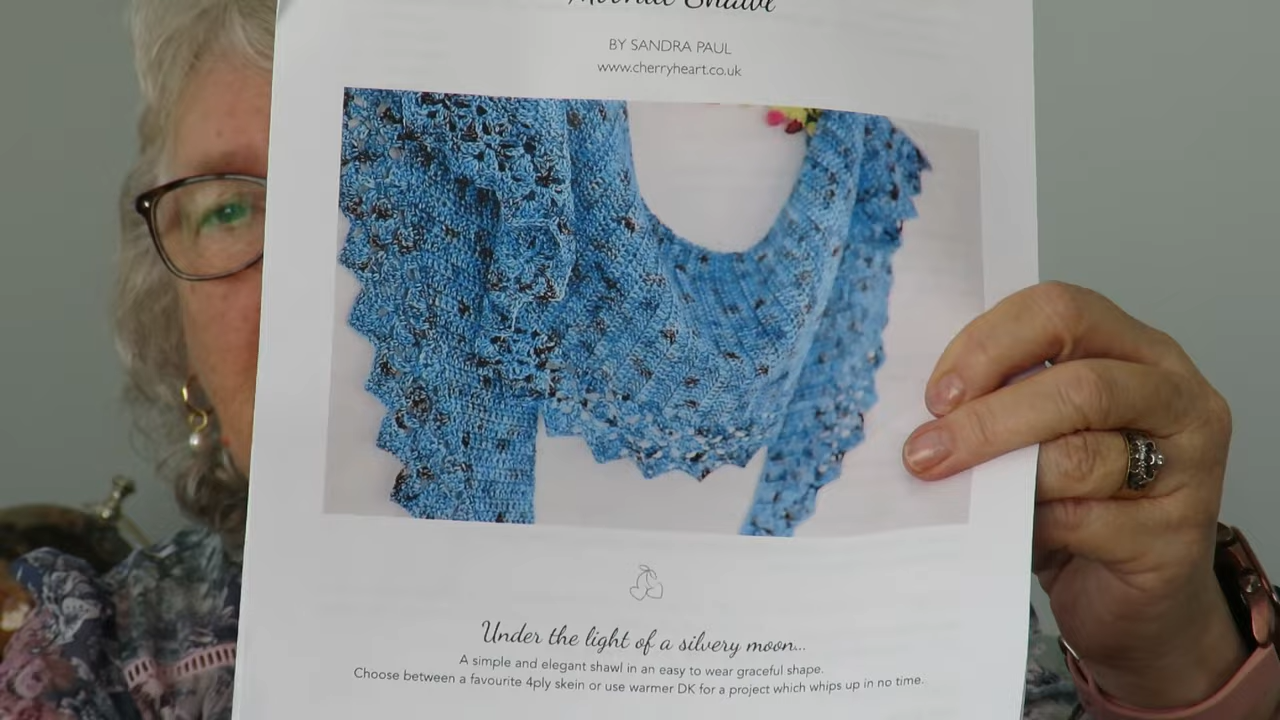 Moonlit Shawl
BY SANDRA PAUL
www.cherryheart.co.uk
Under the light of a silvery moon...
A simple and elegant shawl in an easy to wear graceful shape.
Choose between a favourite 4ply skein or use warmer DK for a project which whips up in no time.